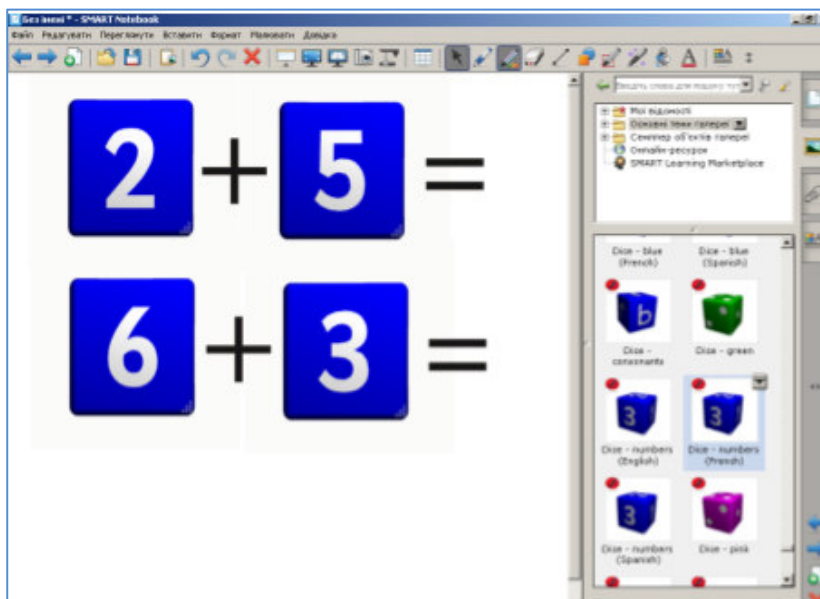 Без імені * - SMART Notebook
Файл Редагувати Переглянути Вставити Формат Малювати Довідка
2 + 5 =
6 + 3 =
Мої відомості
Основні теми галереї
Семплер об'єктів галереї
Онлайн-ресурси
SMART Learning Marketplace
Dice - blue (French)
Dice - blue (Spanish)
Dice - consonants
Dice - green
Dice - numbers (English)
Dice - numbers (French)
Dice - numbers (Spanish)
Dice - pink